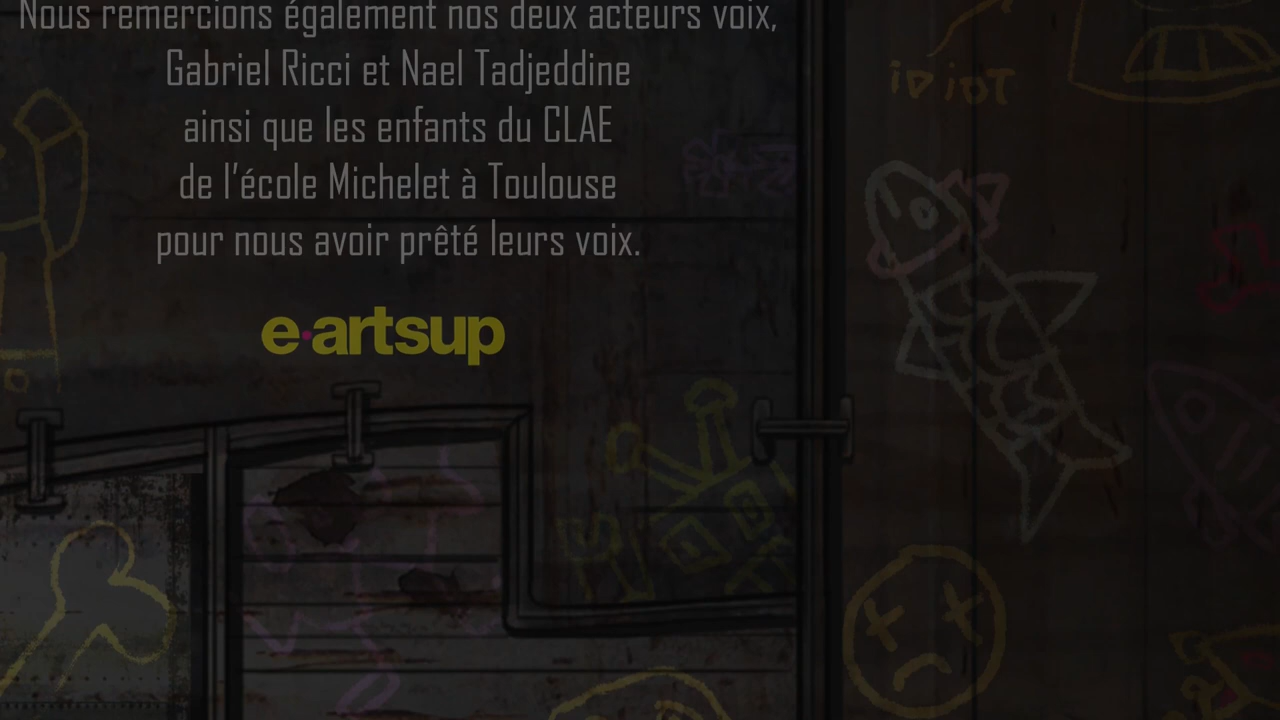 Nous remercions également nos deux acteurs voix,
Gabriel Ricci et Nael Tadjeddine
ainsi que les enfants du CLAE
de l'école Michelet à Toulouse
pour nous avoir prêté leurs voix.
e·artsup
iDioT